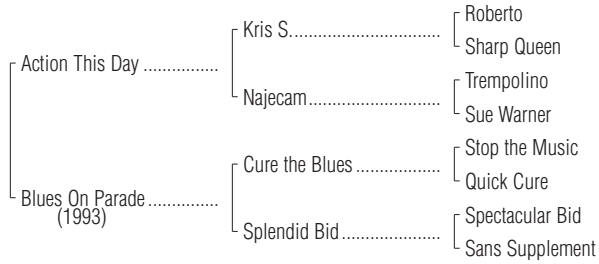 Roberto
Kris S.................................
Sharp Queen
Action This Day ................
Trempolino
Najecam.............................
Sue Warner
Stop the Music
Cure the Blues ..................
Quick Cure
Blues On Parade ...............
(1993)
Spectacular Bid
Splendid Bid......................
Sans Supplement